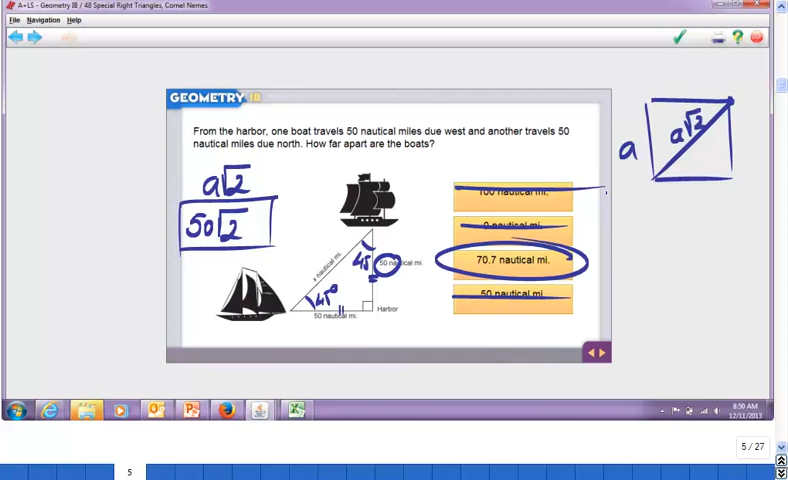 A+LS - Geometry IB / 48 Special Right Triangles, Cornel Nemes
File Navigation Help
GEOMETRY IB
From the harbor, one boat travels 50 nautical miles due west and another travels 50
nautical miles due north. How far apart are the boats?
a√2
50√2
a
a√2
100 nautical mi.
0 nautical mi.
70.7 nautical mi.
50 nautical mi.
x nautical mi.
45
50 nautical mi.
45°
Harbor
50 nautical mi.
8:50 AM
12/11/2013
5 / 27
5